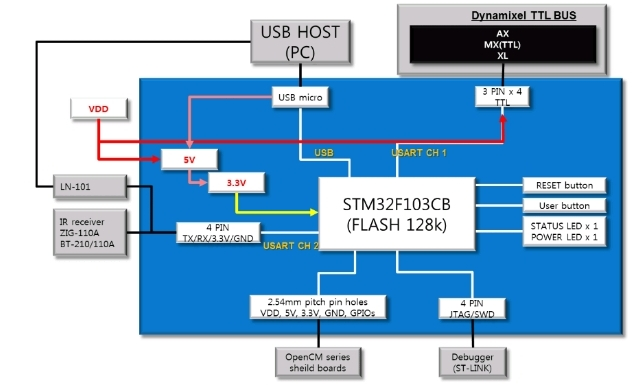 Dynamixel TTL BUS
AX
MX(TTL)
XL
USB HOST
(PC)
USB micro
3 PIN x 4
TTL
VDD
5V
USB
USART CH 1
3.3V
LN-101
STM32F103CB
(FLASH 128k)
RESET button
User button
STATUS LED x 1
POWER LED x 1
IR receiver
ZIG-110A
BT-210/110A
4 PIN
TX/RX/3.3V/GND
USART CH 2
2.54mm pitch pin holes
VDD, 5V, 3.3V, GND, GPIOs
4 PIN
JTAG/SWD
OpenCM series
sheild boards
Debugger
(ST-LINK)